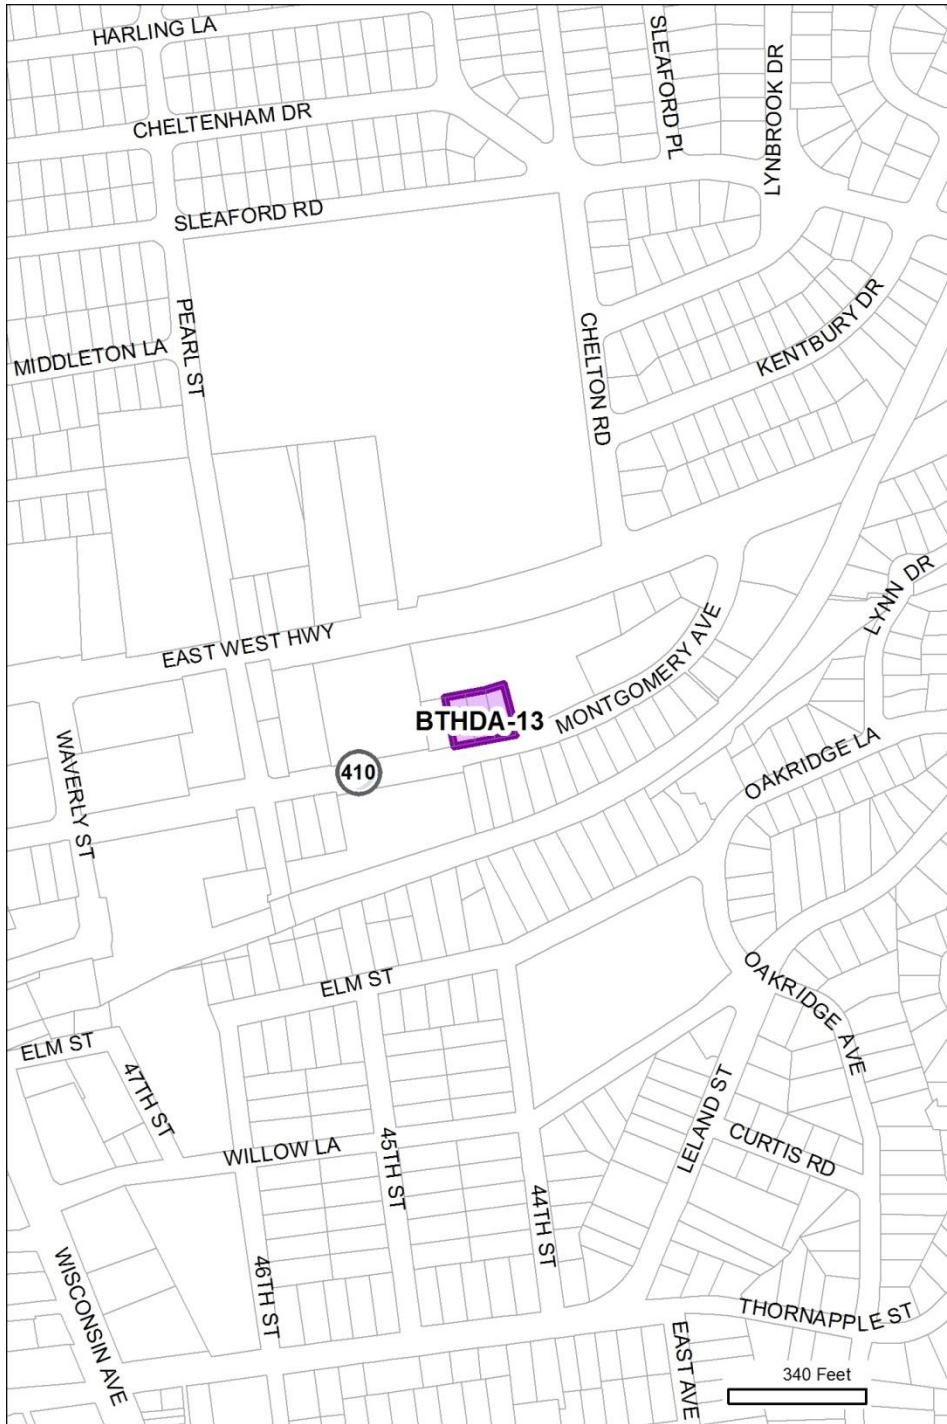 HARLING LA
SLEAFORD PL
LYNBROOK DR
CHELTENHAM DR
SLEAFORD RD
PEARL ST
MIDDLETON LA
CHELTON RD
KENTBURY DR
LYNN DR
EAST WEST HWY
MONTGOMERY AVE
BTHDA-13
WAVERLY ST
410
OAKRIDGE LA
ELM ST
OAKRIDGE AVE
ELM ST
47TH ST
WILLOW LA
45TH ST
44TH ST
LELAND ST
CURTIS RD
WISCONSIN AVE
46TH ST
THORNAPPLE ST
EAST AVE
340 Feet